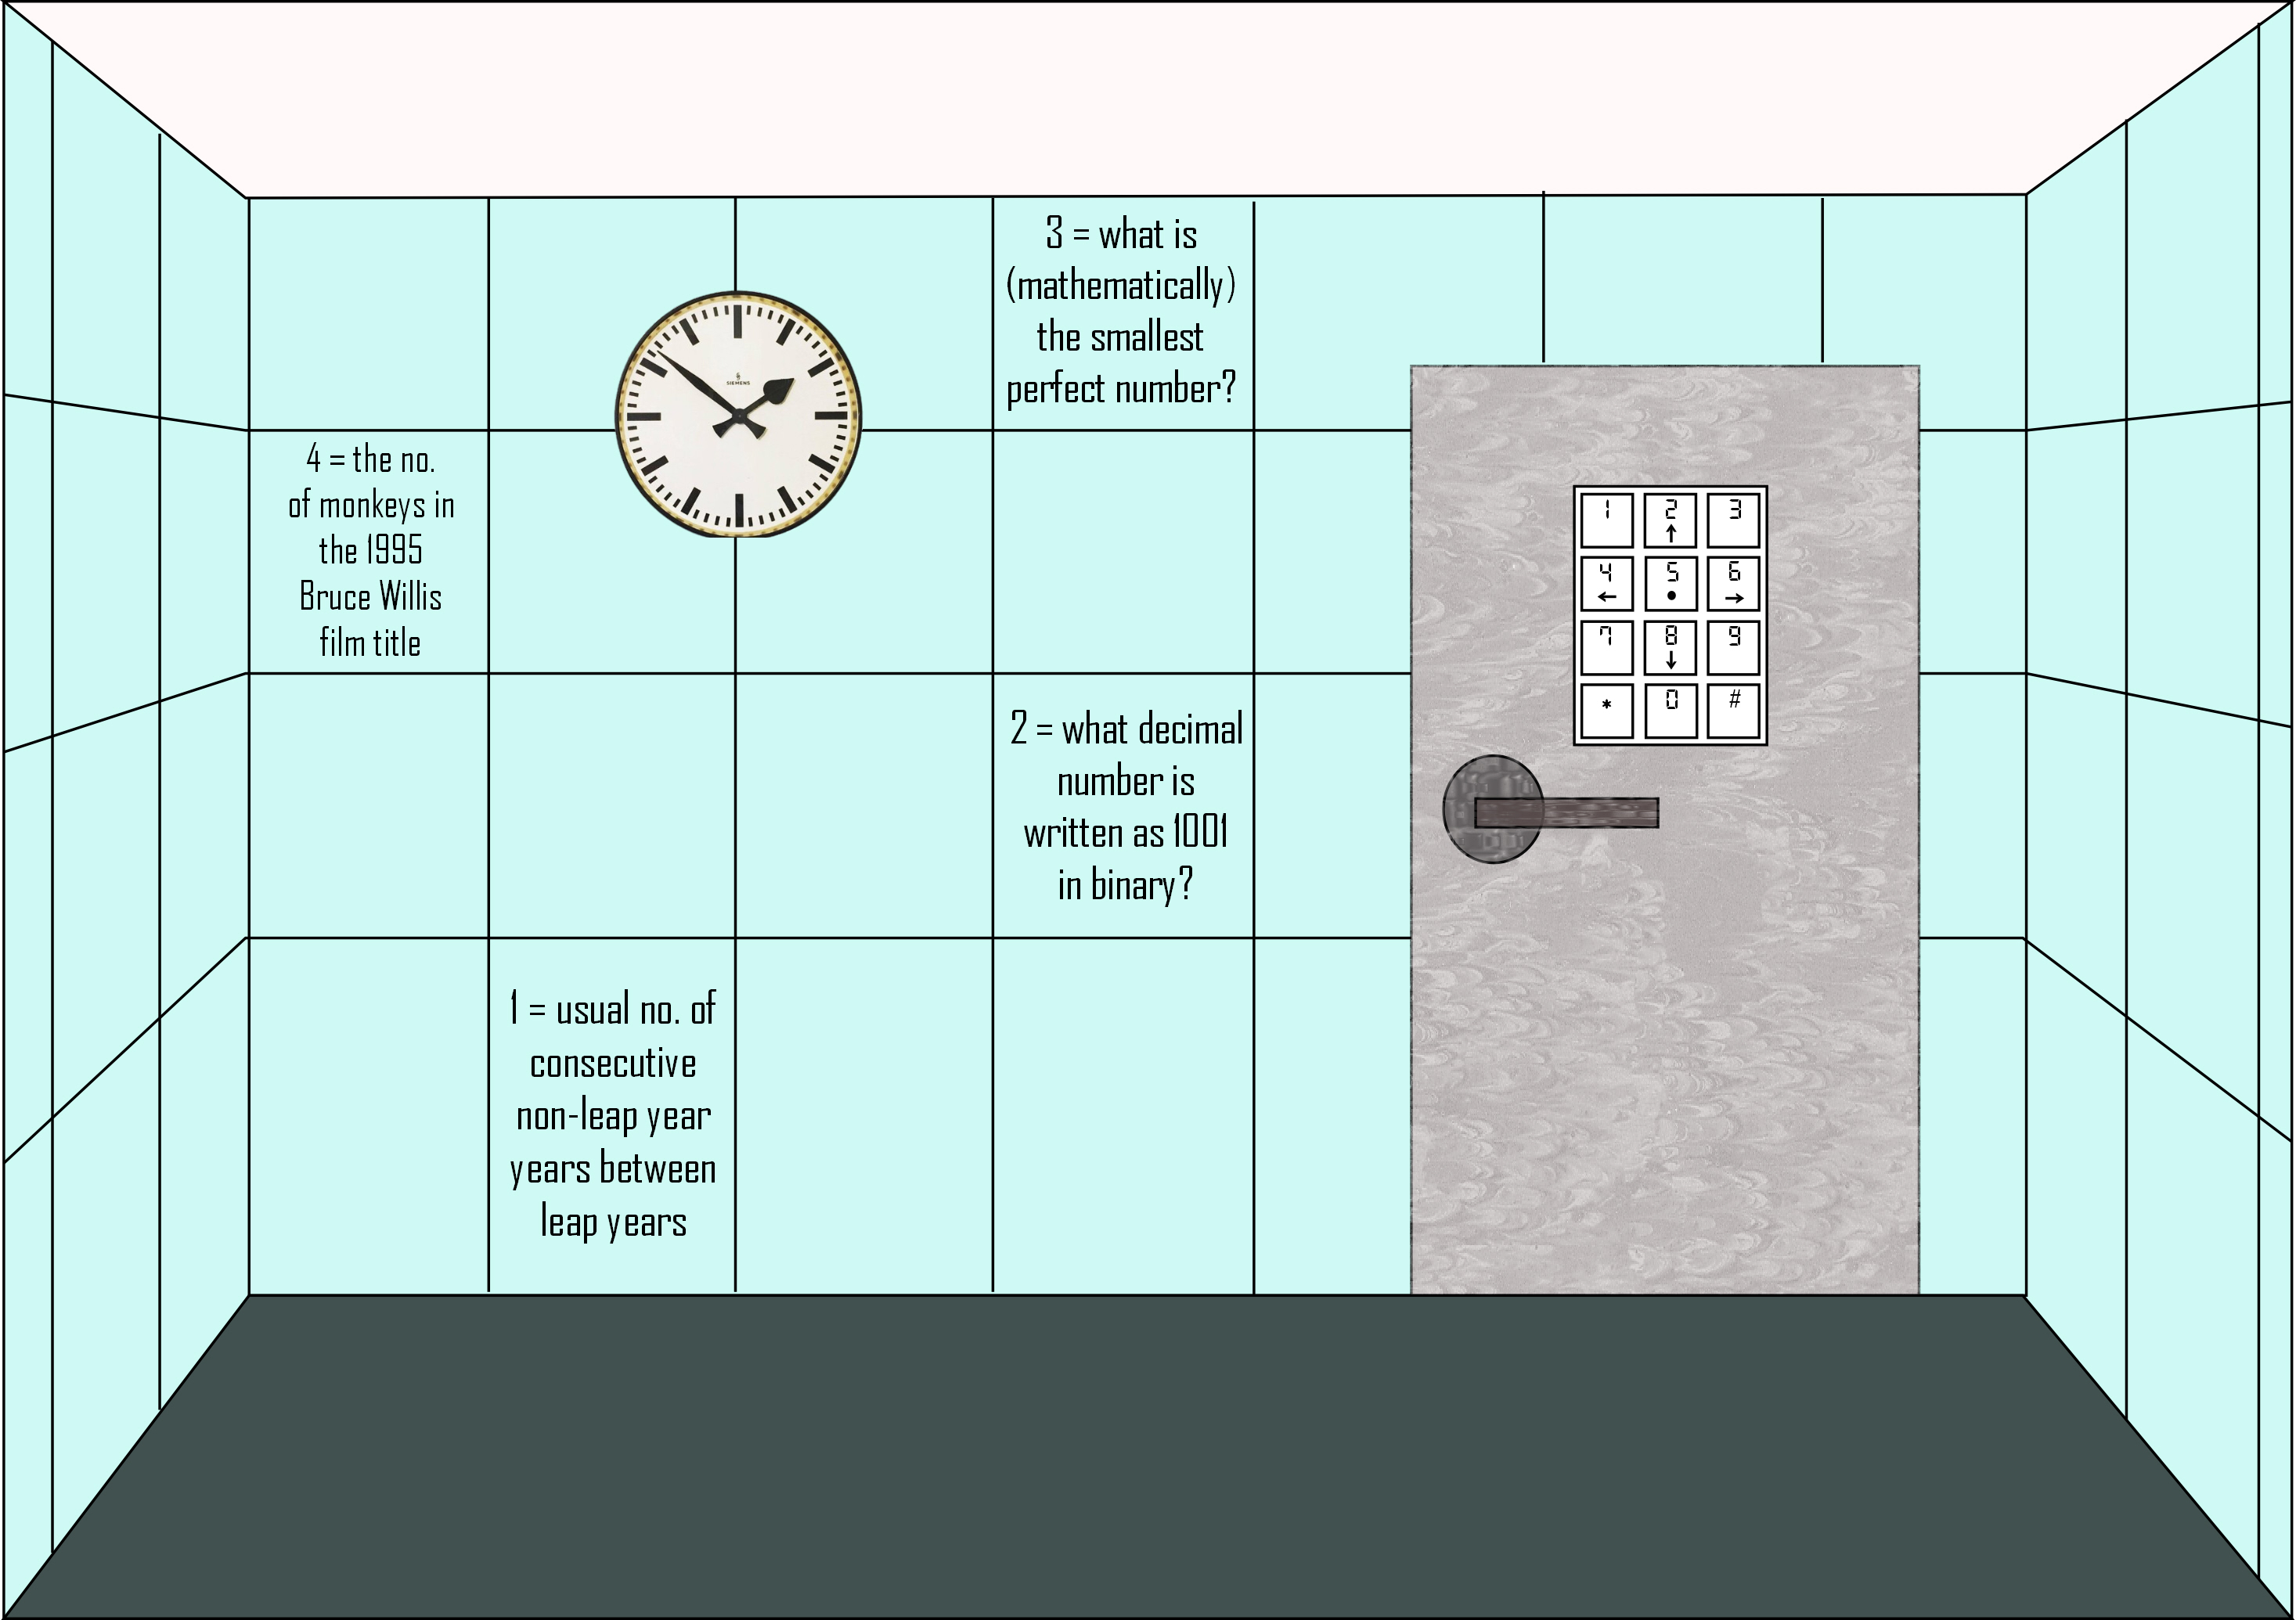 3 = what is
(mathematically)
the smallest
perfect number?
SIEMENS
4 = the no.
of monkeys in
the 1995
Bruce Willis
film title
1 2 3
4 5 6
7 8 9
* 0 #
2 = what decimal
number is
written as 1001
in binary?
1 = usual no. of
consecutive
non-leap year
years between
leap years